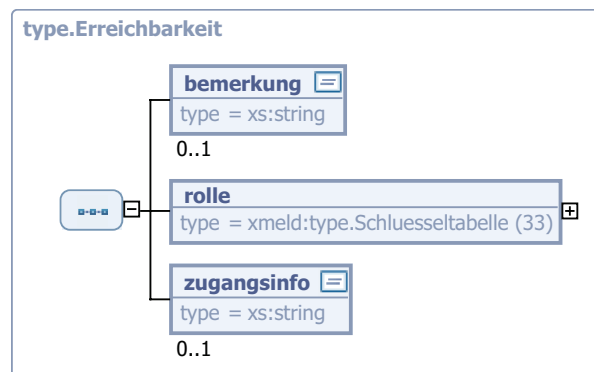 type.Erreichbarkeit
bemerkung
type = xs:string
0..1
rolle
type = xmeld:type.Schluesseltabelle (33)
zugangsinfo
type = xs:string
0..1